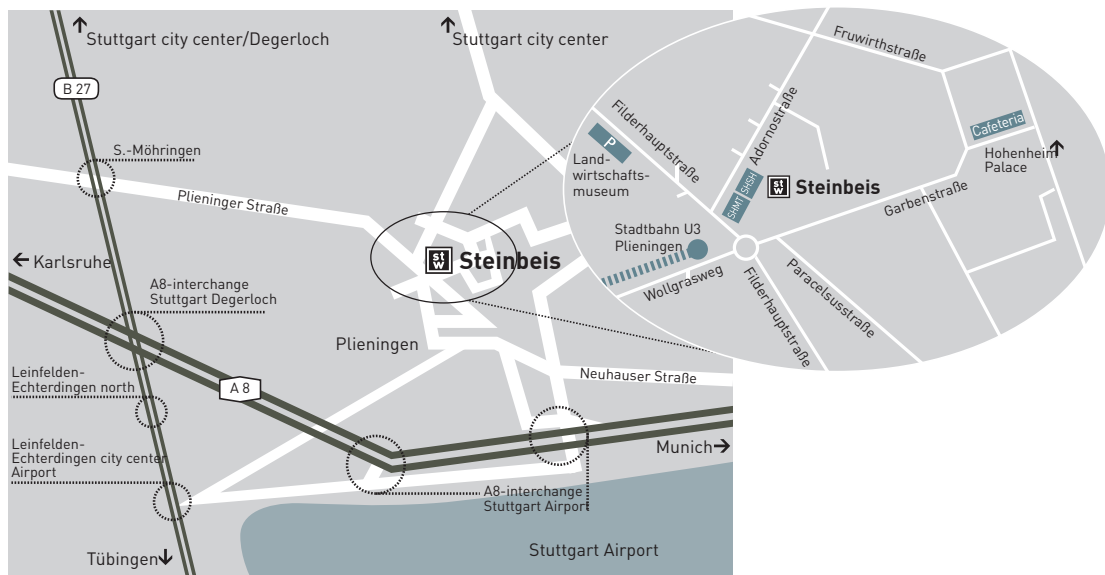 Stuttgart city center/Degerloch
Stuttgart city center
B 27
S.-Möhringen
Plieninger Straße
Karlsruhe
A8-interchange
Stuttgart Degerloch
st
w
Steinbeis
Plieningen
Leinfelden-
Echterdingen north
A 8
Neuhauser Straße
Leinfelden-
Echterdingen city center
Airport
Munich
A8-interchange
Stuttgart Airport
Tübingen
Stuttgart Airport
Fruwirthstraße
Filderhauptstraße
P
Land-
wirtschafts-
museum
Adornostraße
Cafeteria
Hohenheim
Palace
SHSH
SHMT
st
w
Steinbeis
Garbenstraße
Stadtbahn U3
Plieningen
Wollgrasweg
Filderhauptstraße
Paracelsusstraße